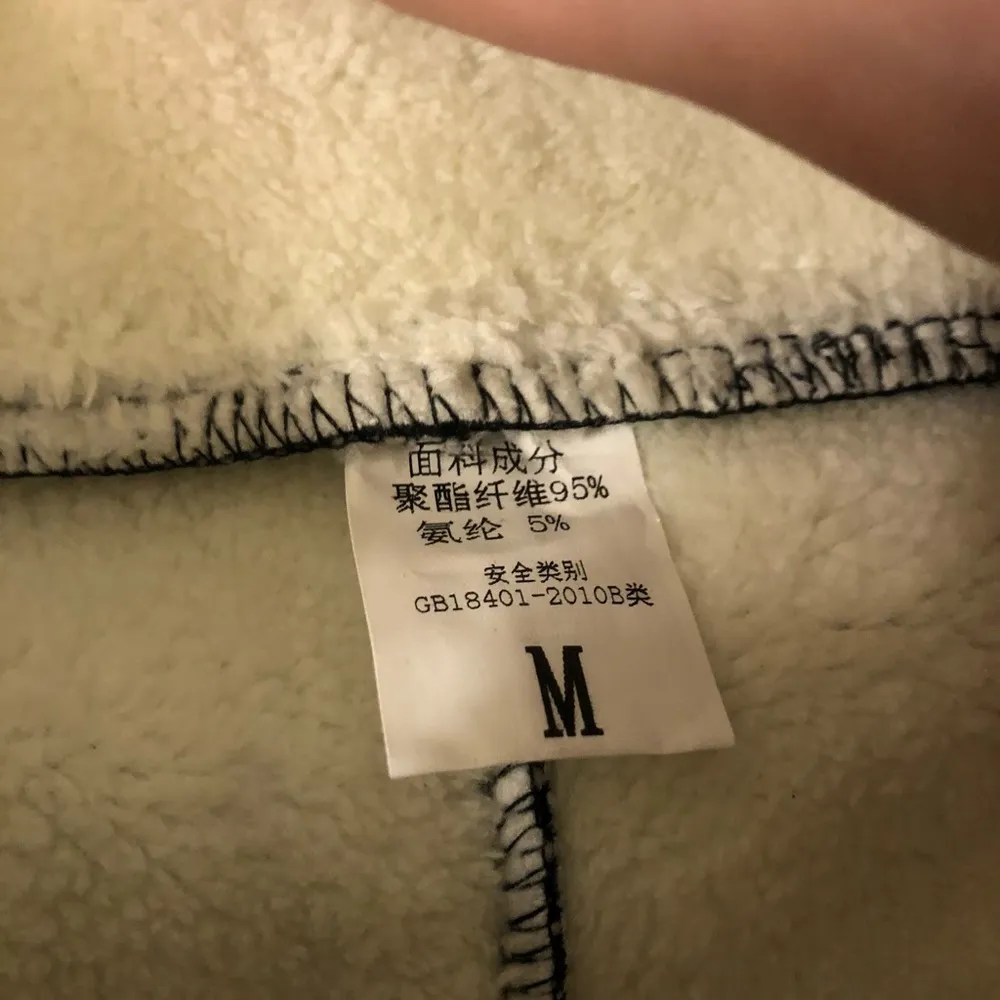 面料成分
聚酯纤维95%
氨纶 5%
安全类别
GB18401-2010B类
M